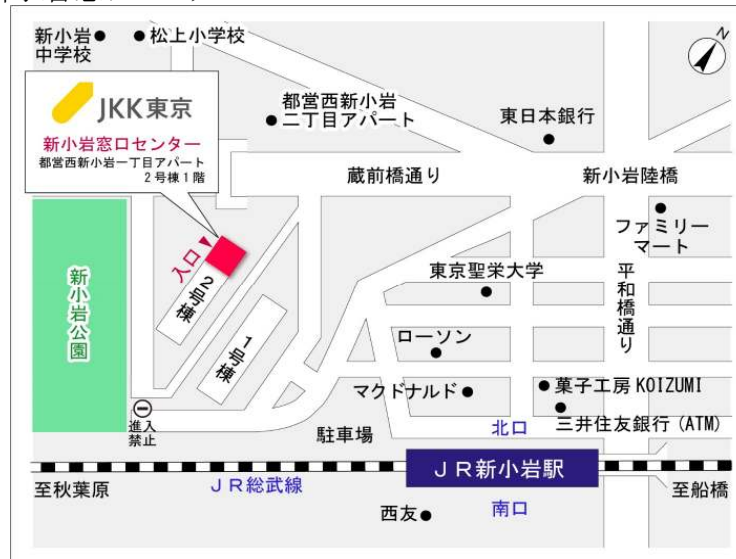 新小岩
中学校
松上小学校
N
JKK東京
新小岩窓口センター
都営西新小岩一丁目アパート
2号棟1階
都営西新小岩
二丁目アパート
東日本銀行
蔵前橋通り
新小岩陸橋
ファミリー
マート
入口
2号棟
1号棟
新小岩公園
東京聖栄大学
平和橋通り
ローソン
マクドナルド
菓子工房 KOIZUMI
三井住友銀行 (ATM)
進入
禁止
駐車場
北口
JR新小岩駅
至秋葉原
JR総武線
至船橋
西友
南口